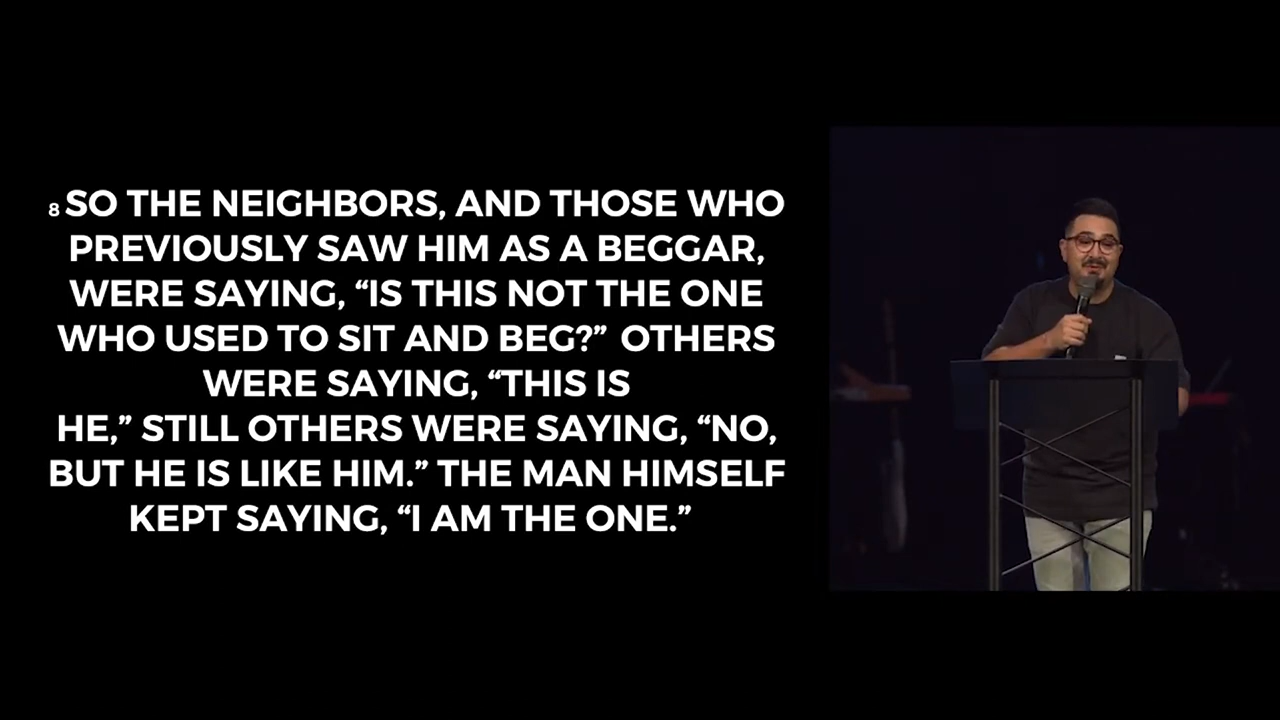 8 SO THE NEIGHBORS, AND THOSE WHO
PREVIOUSLY SAW HIM AS A BEGGAR,
WERE SAYING, “IS THIS NOT THE ONE
WHO USED TO SIT AND BEG?” OTHERS
WERE SAYING, “THIS IS
HE,” STILL OTHERS WERE SAYING, “NO,
BUT HE IS LIKE HIM.” THE MAN HIMSELF
KEPT SAYING, “I AM THE ONE.”